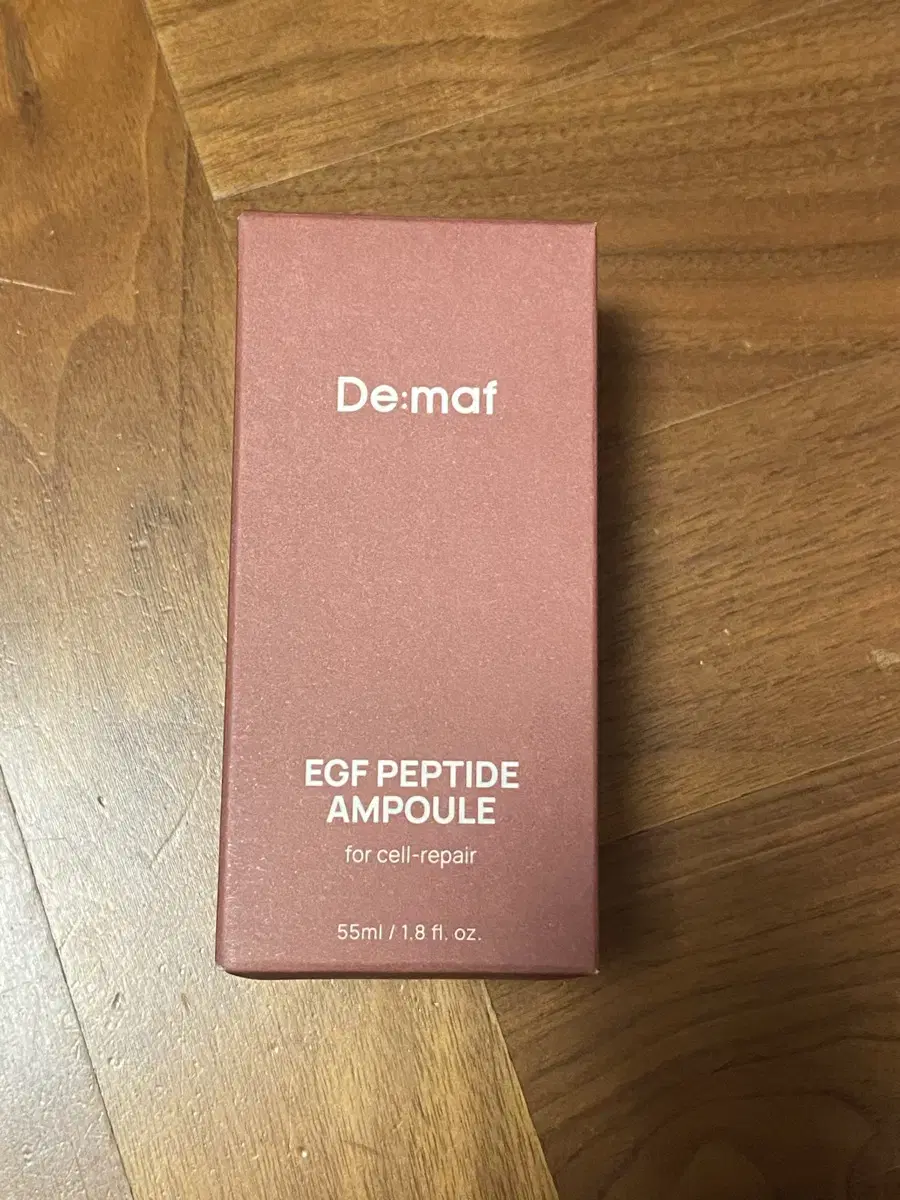 De:maf
EGF PEPTIDE
AMPOULE
for cell-repair
55ml / 1.8 fl. oz.